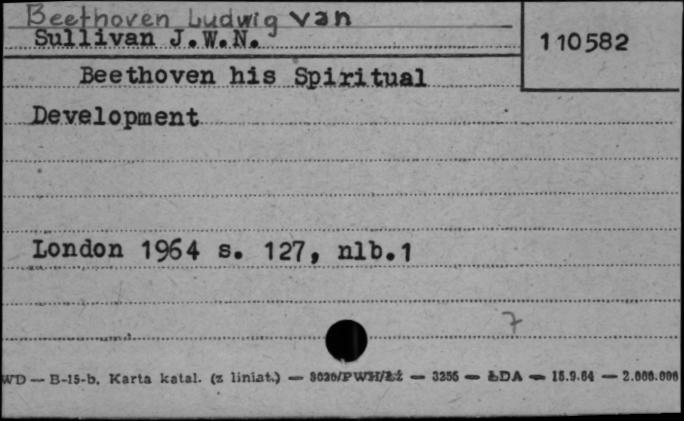 Beethoven Ludwig van
Sullivan J.W.N.
110582
Beethoven his Spiritual
Development
London 1964 s. 127, nlb.1
7
WD — B-15-b. Karta katal. (z liniat.) — 8020/PWH/ŁŻ — 3255 — ŁDA — 15.9.64 — 2.000.000